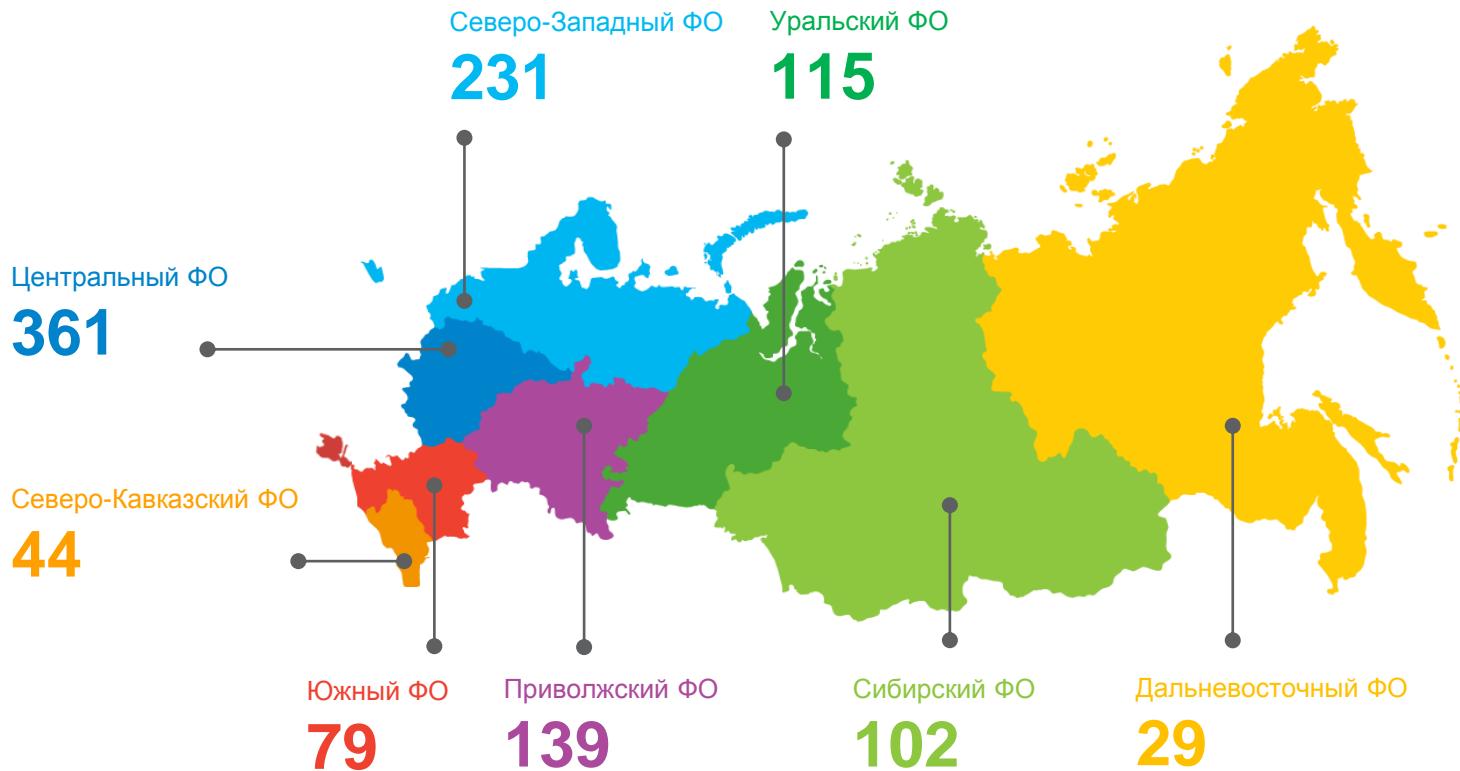 Северо-Западный ФО
231
Уральский ФО
115
Центральный ФО
361
Северо-Кавказский ФО
44
Южный ФО
79
Приволжский ФО
139
Сибирский ФО
102
Дальневосточный ФО
29